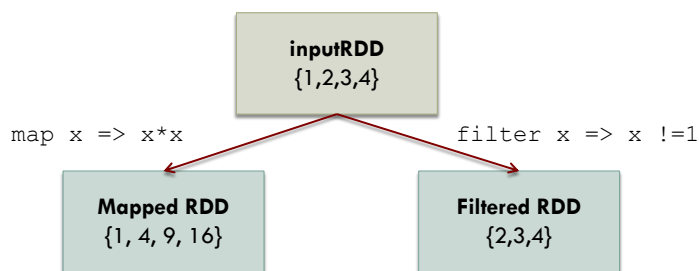 inputRDD
{1,2,3,4}
map x => x*x
filter x => x !=1
Mapped RDD
{1, 4, 9, 16}
Filtered RDD
{2,3,4}